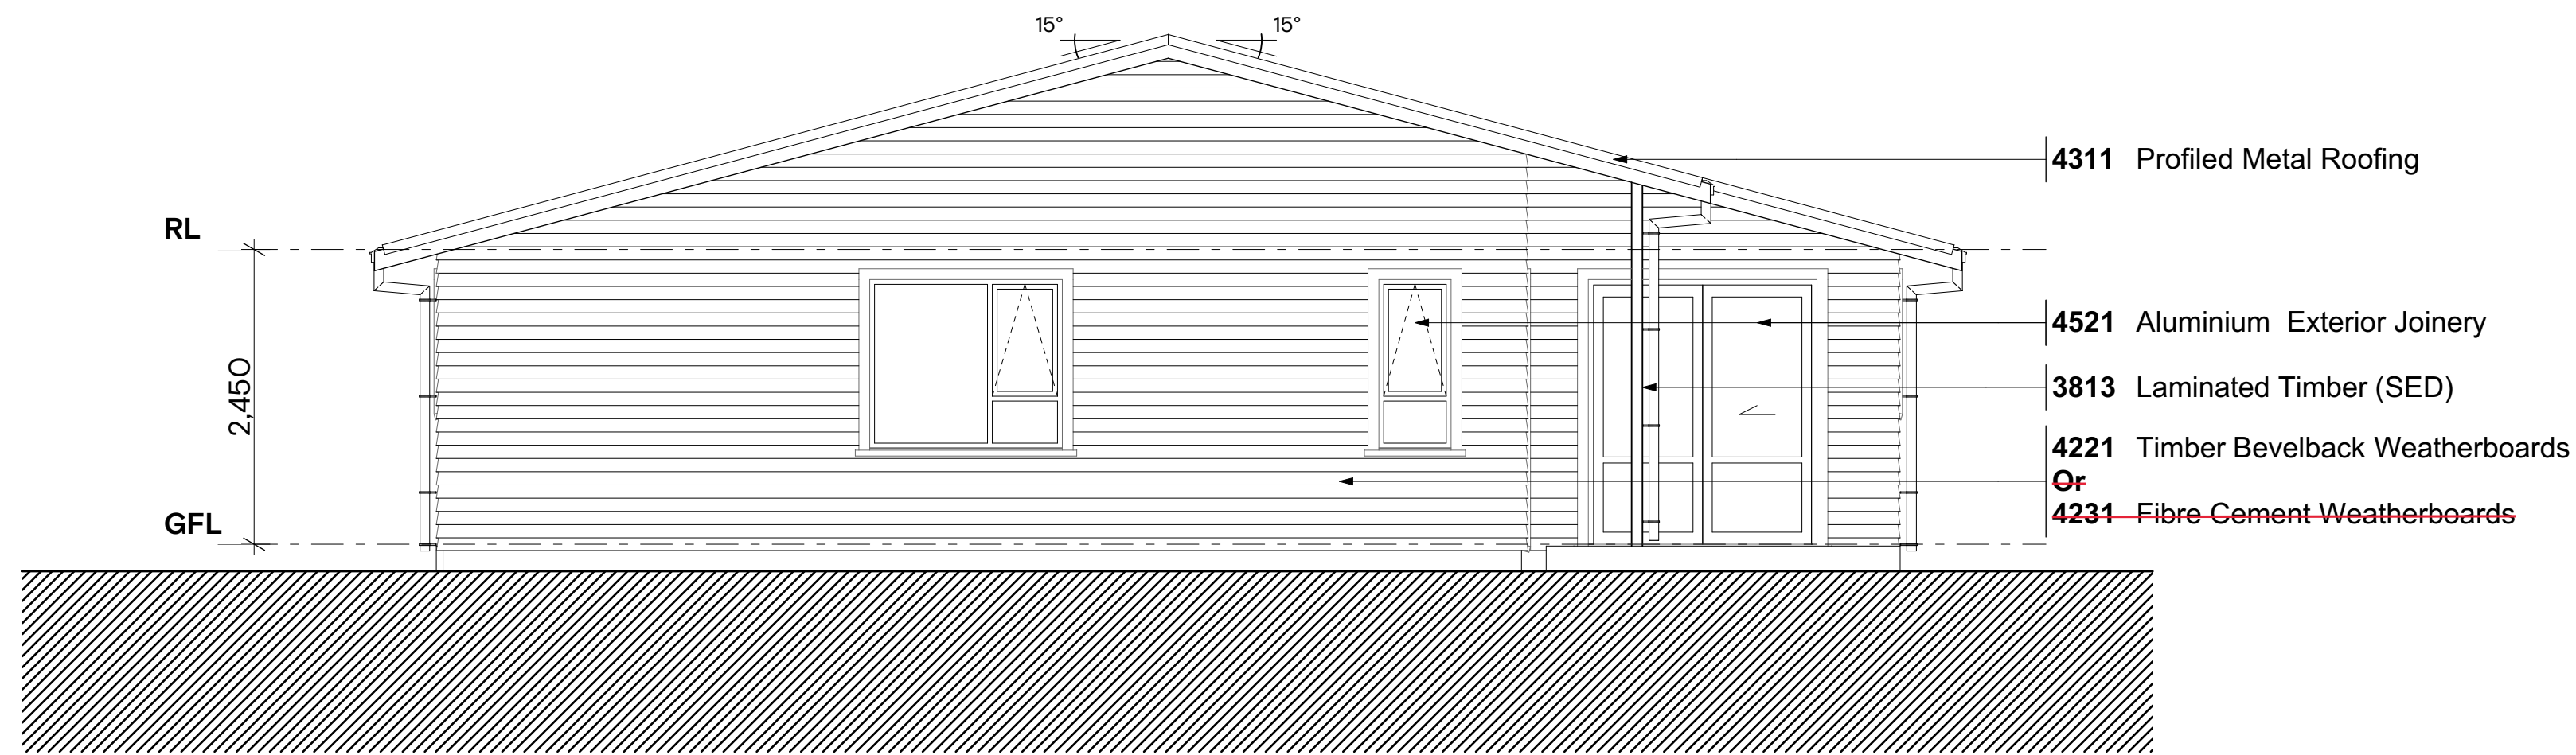 15° 15°
4311 Profiled Metal Roofing
RL
4521 Aluminium Exterior Joinery
2,450
3813 Laminated Timber (SED)
4221 Timber Bevelback Weatherboards
Or
4231 Fibre Cement Weatherboards
GFL